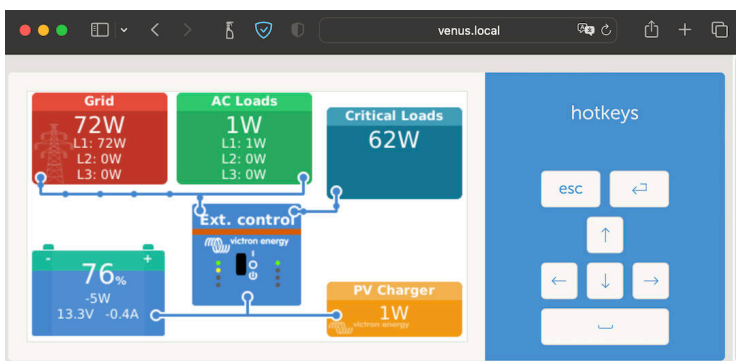 venus.local
Grid
72W
L1: 72W
L2: 0W
L3: 0W
AC Loads
1W
L1: 1W
L2: 0W
L3: 0W
Critical Loads
62W
Ext. control
victron energy
76%
-5W
13.3V -0.4A
PV Charger
1W
victron energy
hotkeys
esc